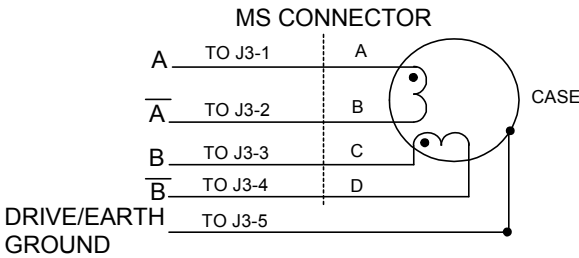 MS CONNECTOR
A TO J3-1 A
A̅ TO J3-2 B
CASE
B TO J3-3 C
B̅ TO J3-4 D
DRIVE/EARTH
GROUND
TO J3-5